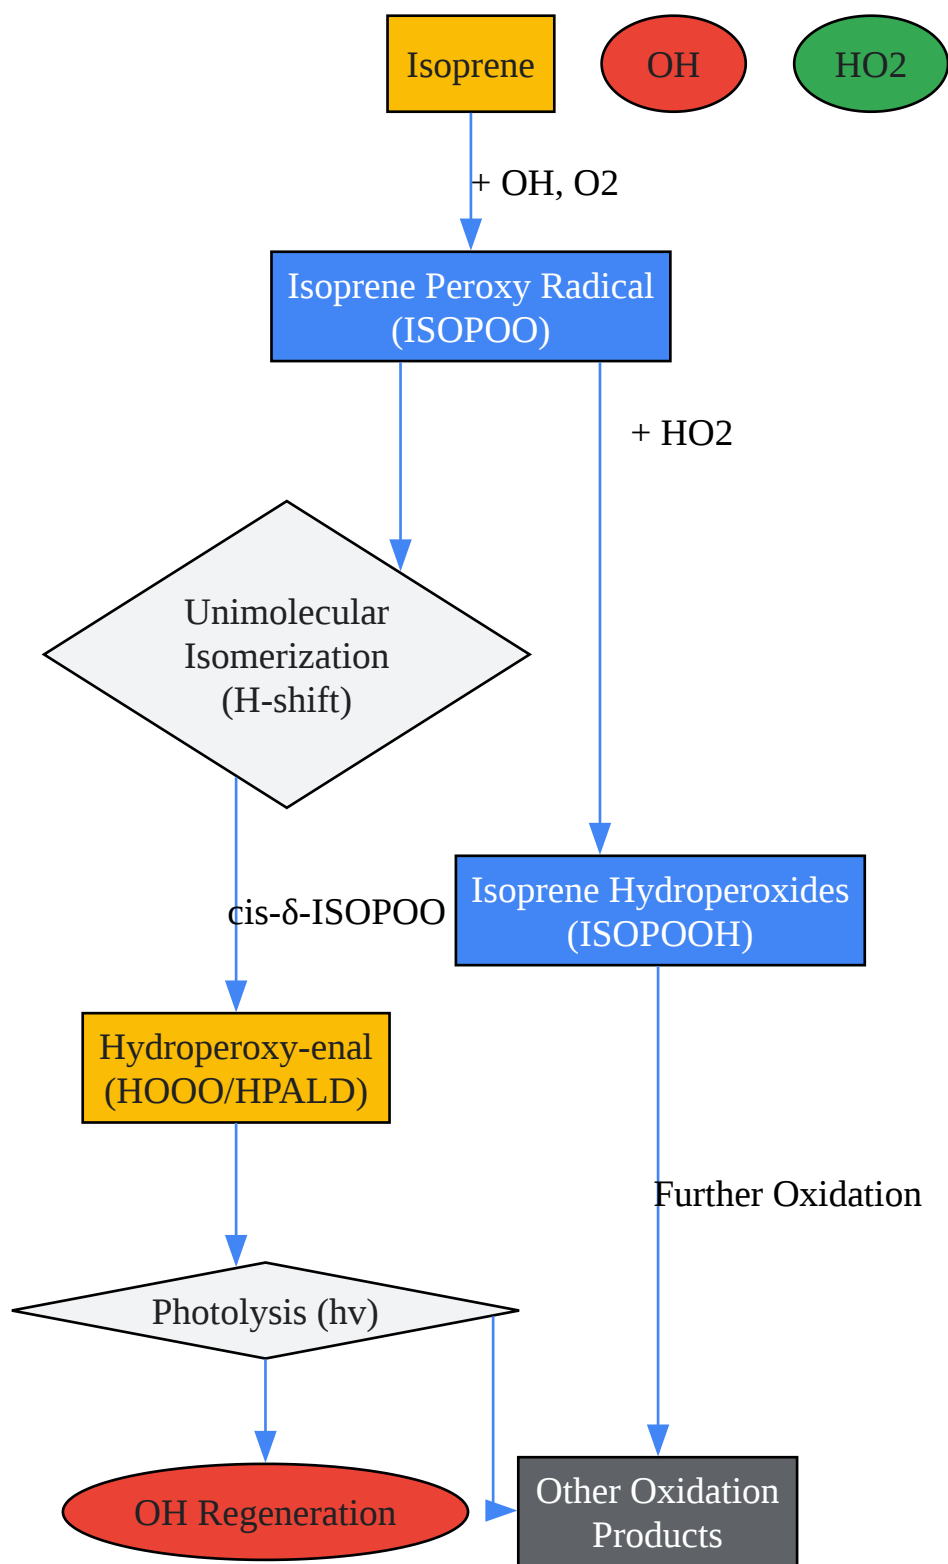 Isoprene
OH
HO2
+ OH, O2
Isoprene Peroxy Radical
(ISOPOO)
+ HO2
Unimolecular
Isomerization
(H-shift)
Isoprene Hydroperoxides
(ISOPOOH)
cis-δ-ISOPOO
Hydroperoxy-enal
(HOOO/HPALD)
Further Oxidation
Photolysis (hv)
OH Regeneration
Other Oxidation
Products